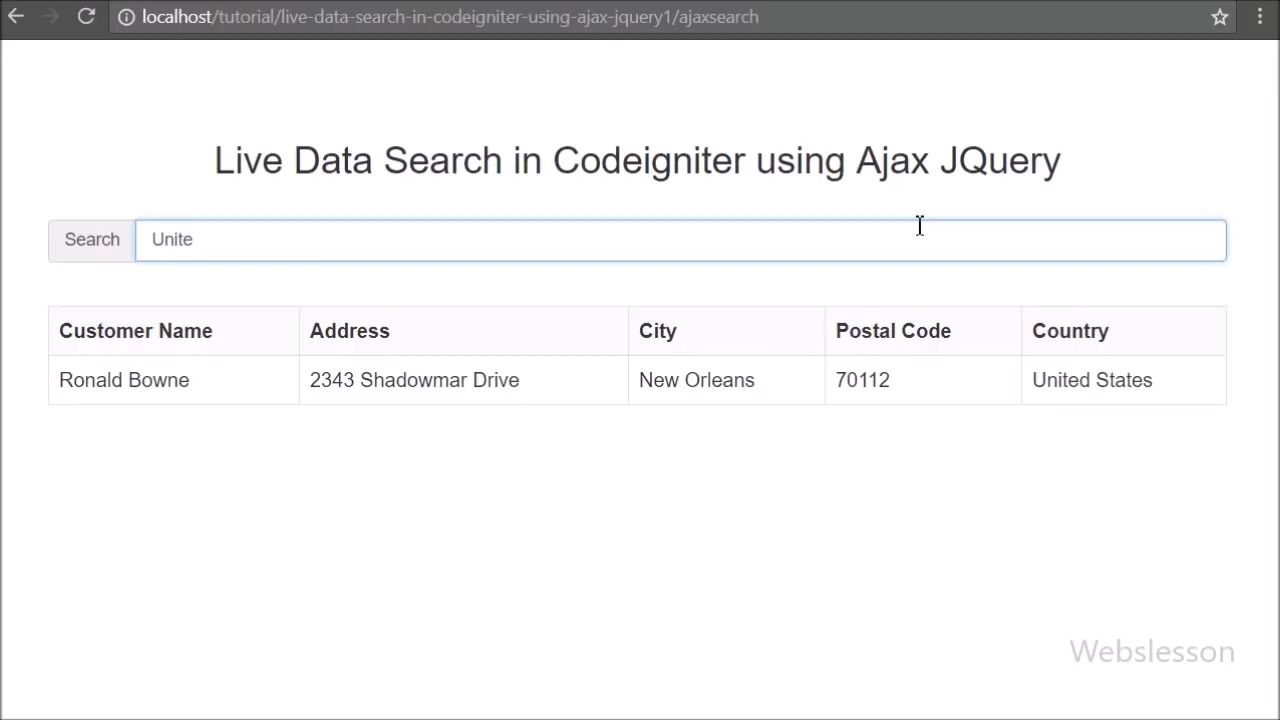 localhost/tutorial/live-data-search-in-codeigniter-using-ajax-jquery1/ajaxsearch
Live Data Search in Codeigniter using Ajax JQuery
Search Unite
Customer Name Address City Postal Code Country
Ronald Bowne 2343 Shadowmar Drive New Orleans 70112 United States
Webslesson